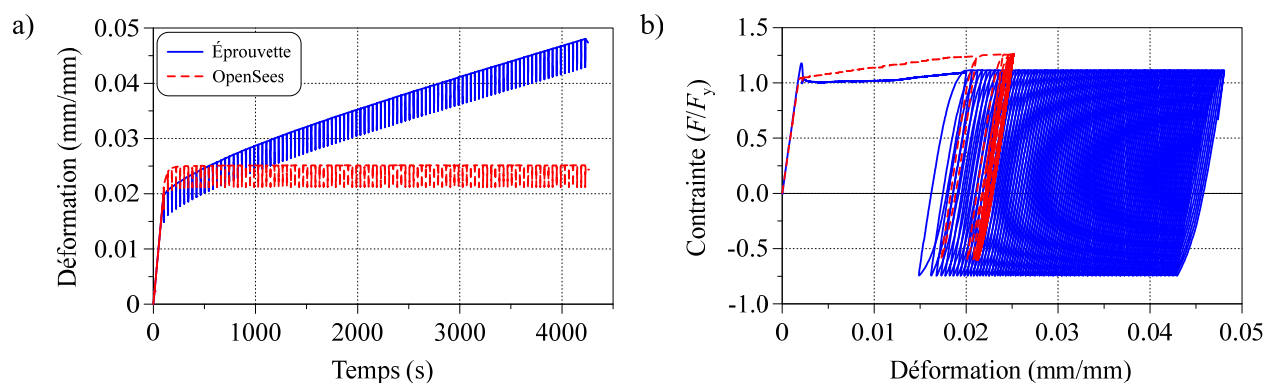 a)
Déformation (mm/mm)
0.05
0.04
0.03
0.02
0.01
0
Éprouvette
OpenSees
0
1000
2000
3000
4000
Temps (s)
b)
Contrainte (F/Fy)
1.5
1.0
0.5
0.0
-0.5
-1.0
0
0.01
0.02
0.03
0.04
0.05
Déformation (mm/mm)